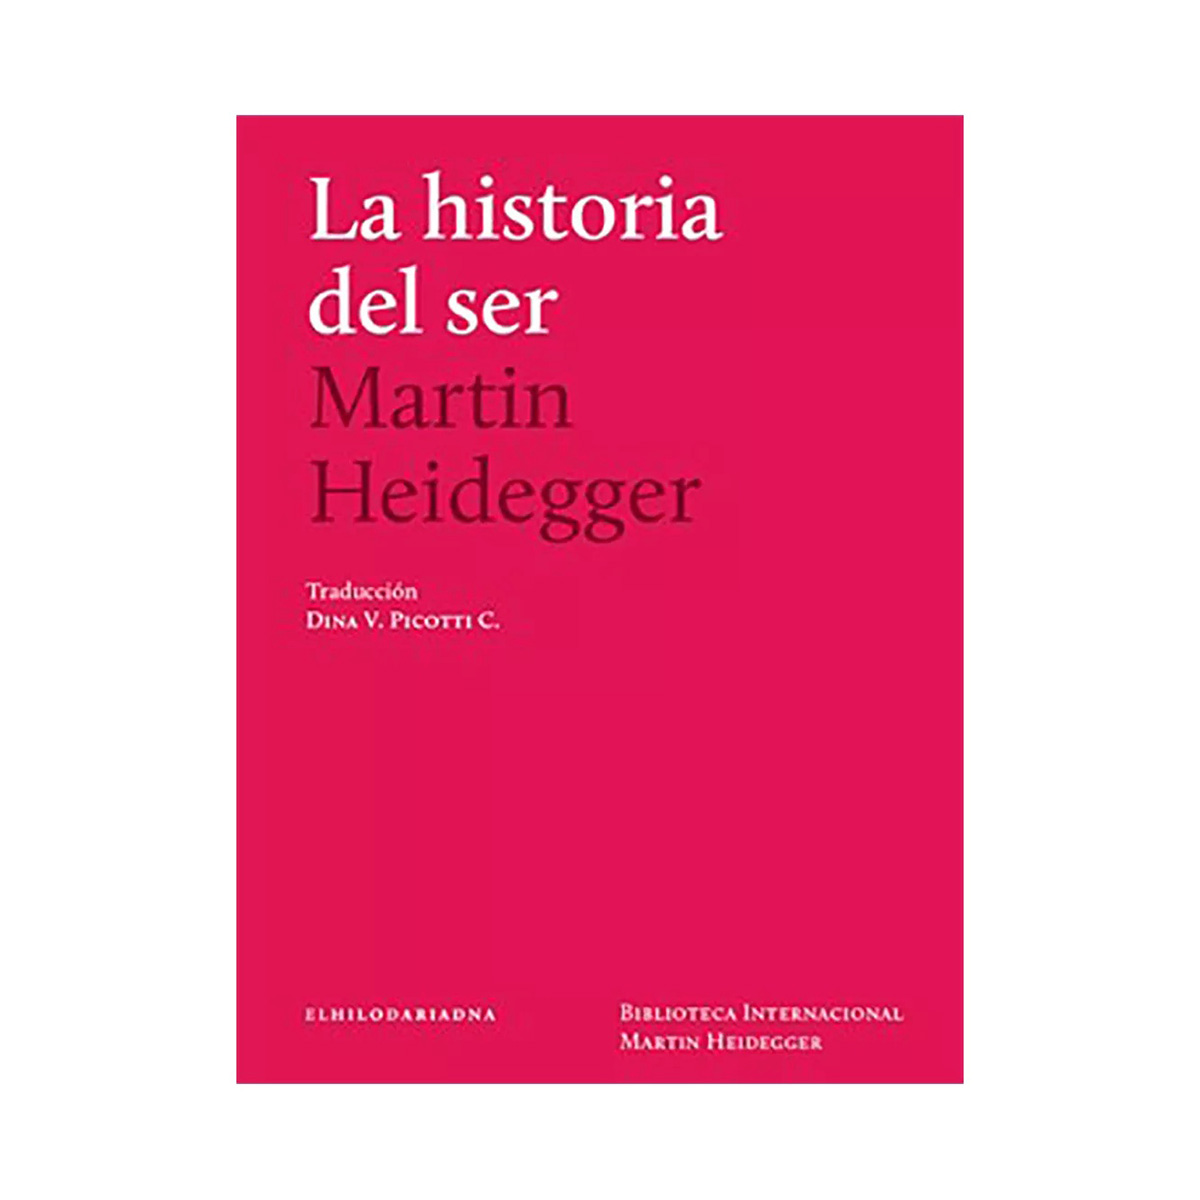 La historia
del ser
Martin
Heidegger
Traducción
DINA V. PICOTTI C.
ELHILODARIADNA
BIBLIOTECA INTERNACIONAL
MARTIN HEIDEGGER